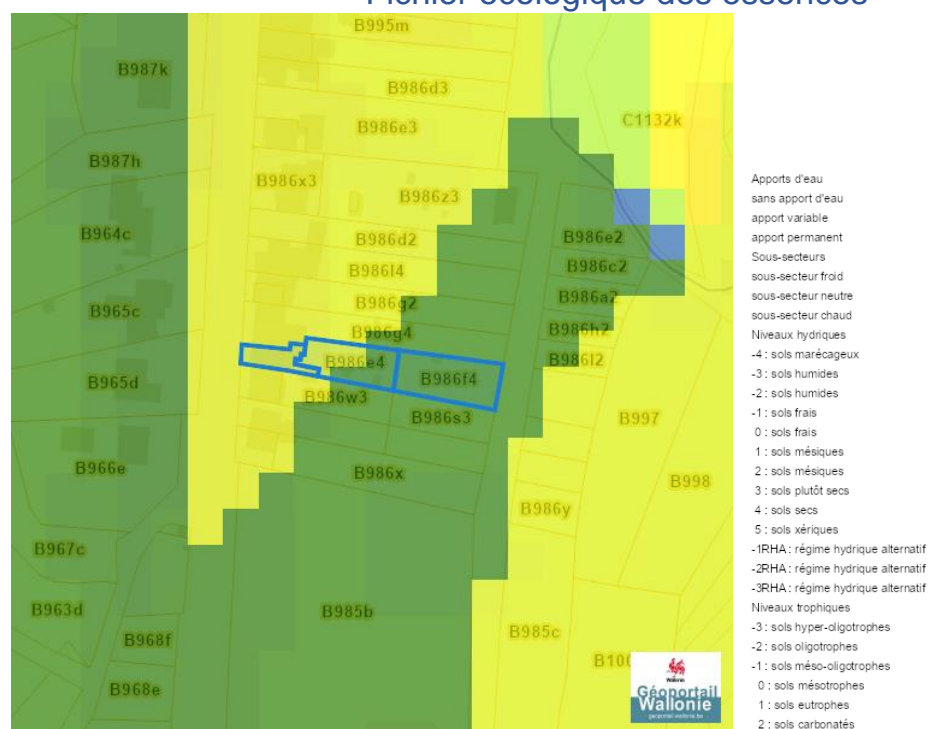 Fichier écologique des essences
B995m
B987k
B986d3
C1132k
B986e3
B987h
B986x3
B986z3
B964c
B986d2
B986e2
B986l4
B986c2
B965c
B986g2
B986a2
B986g4
B986h2
B986e4
B986l2
B965d
B986f4
B986w3
B986s3
B997
B966e
B986x
B998
B986y
B967c
B963d
B985b
B968f
B985c
B968e
Wallonie
Géoportail
Wallonie
geoportail.wallonie.be
Apports d'eau
sans apport d'eau
apport variable
apport permanent
Sous-secteurs
sous-secteur froid
sous-secteur neutre
sous-secteur chaud
Niveaux hydriques
-4 : sols marécageux
-3 : sols humides
-2 : sols humides
-1 : sols frais
0 : sols frais
1 : sols mésiques
2 : sols mésiques
3 : sols plutôt secs
4 : sols secs
5 : sols xériques
-1RHA : régime hydrique alternatif
-2RHA : régime hydrique alternatif
-3RHA : régime hydrique alternatif
Niveaux trophiques
-3 : sols hyper-oligotrophes
-2 : sols oligotrophes
-1 : sols méso-oligotrophes
0 : sols mésotrophes
1 : sols eutrophes
2 : sols carbonatés